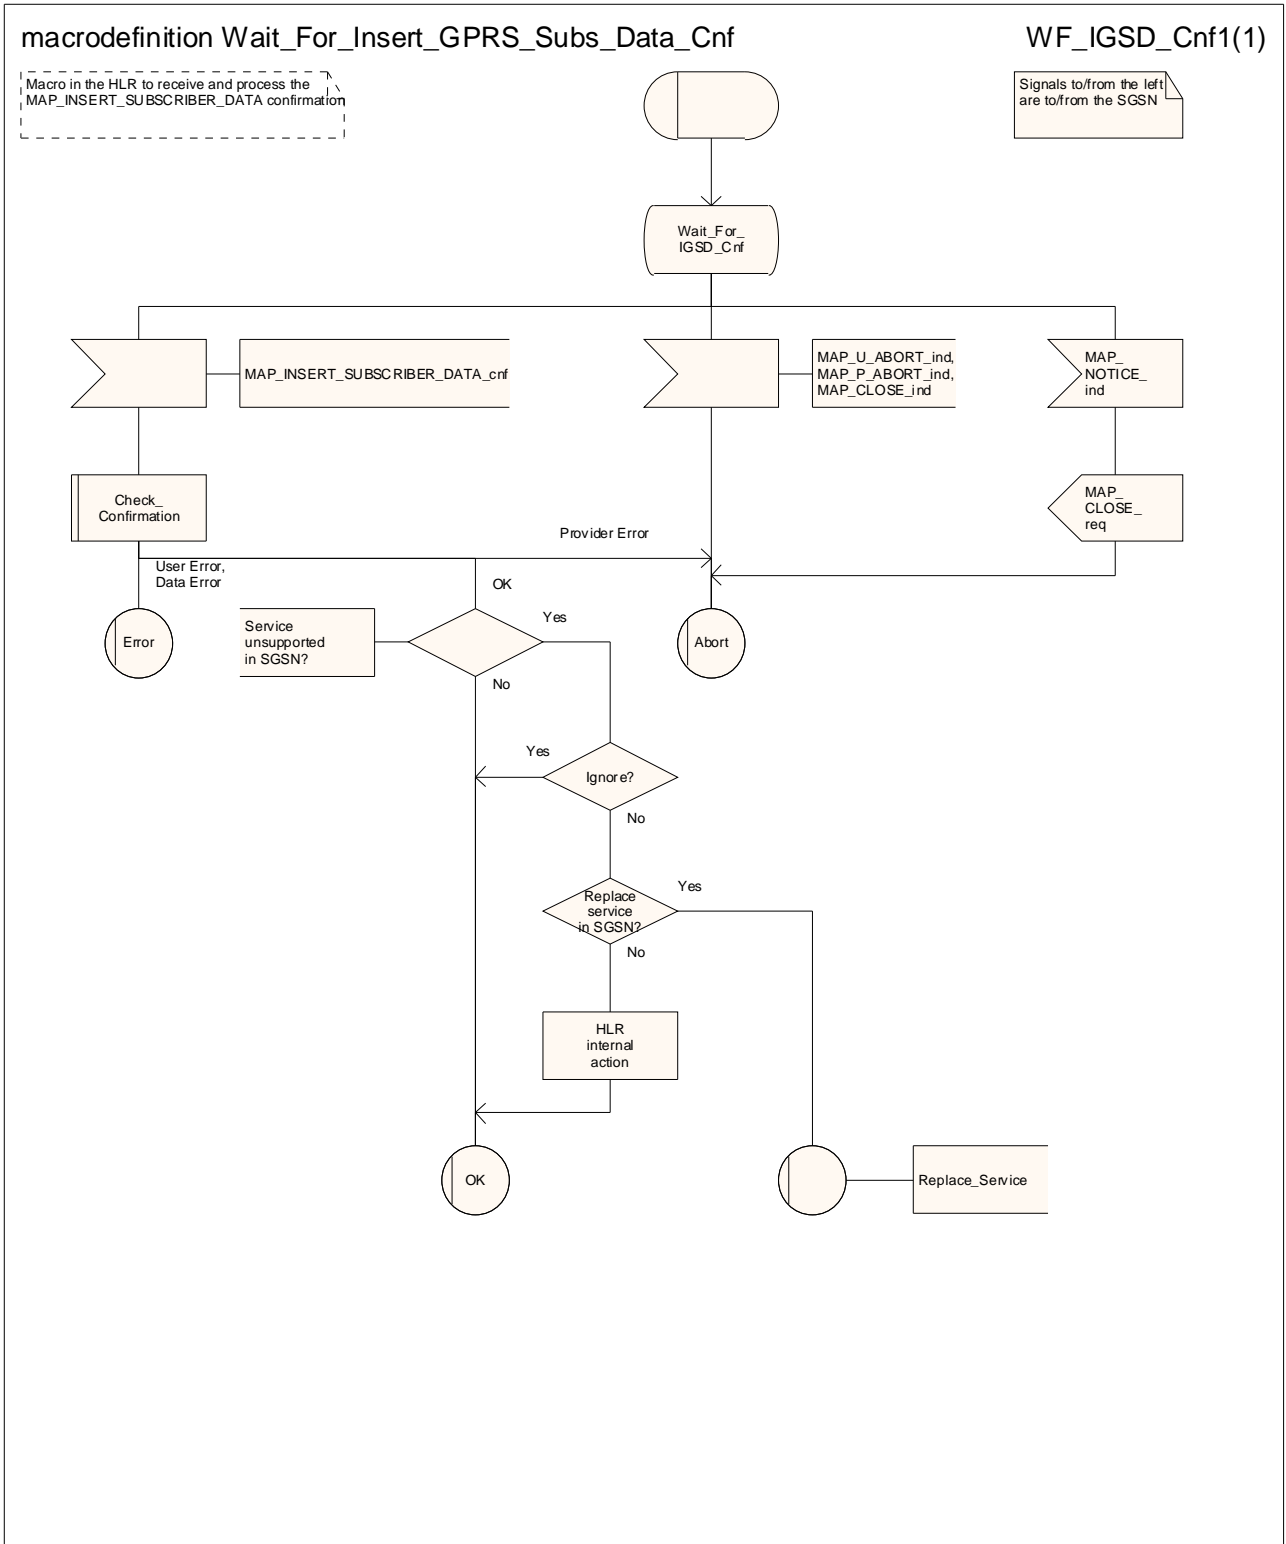 macrodefinition Wait_For_Insert_GPRS_Subs_Data_Cnf
WF_IGSD_Cnf1(1)
Macro in the HLR to receive and process the
MAP_INSERT_SUBSCRIBER_DATA confirmation
Signals to/from the left
are to/from the SGSN
Wait_For_
IGSD_Cnf
MAP_INSERT_SUBSCRIBER_DATA_cnf
MAP_U_ABORT_ind,
MAP_P_ABORT_ind,
MAP_CLOSE_ind
MAP_
NOTICE_
ind
Check_
Confirmation
MAP_
CLOSE_
req
Provider Error
User Error,
Data Error
OK
Error
Service
unsupported
in SGSN?
Yes
Abort
No
Yes
Ignore?
No
Replace
service
in SGSN?
Yes
No
HLR
internal
action
OK
Replace_Service